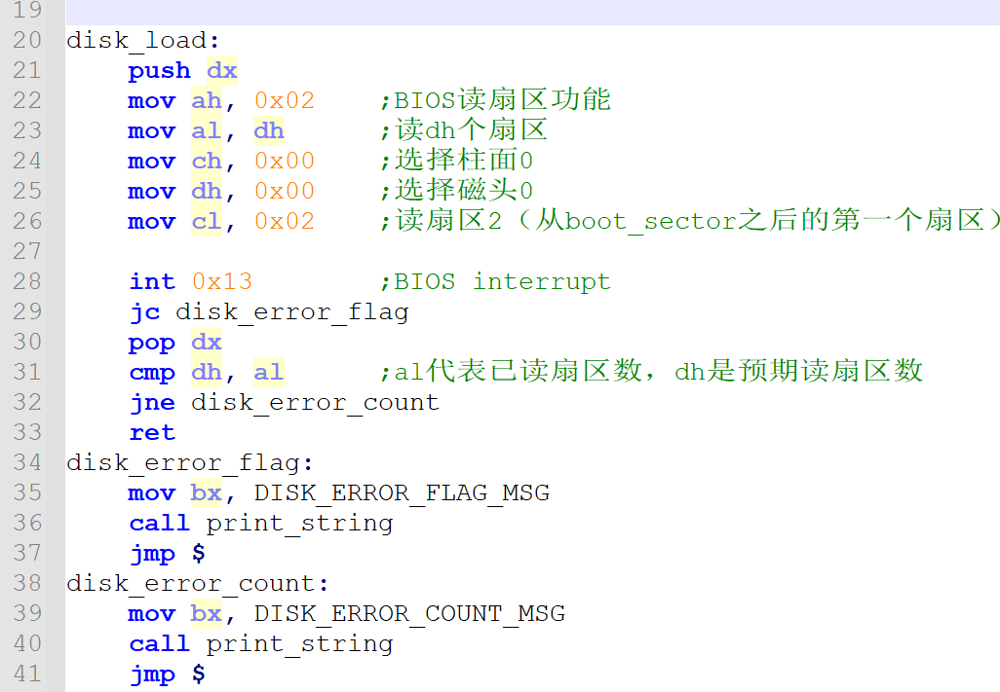 19
20 disk_load:
21     push dx
22     mov ah, 0x02    ;BIOS读扇区功能
23     mov al, dh      ;读dh个扇区
24     mov ch, 0x00    ;选择柱面0
25     mov dh, 0x00    ;选择磁头0
26     mov cl, 0x02    ;读扇区2（从boot_sector之后的第一个扇区）
27
28     int 0x13        ;BIOS interrupt
29     jc disk_error_flag
30     pop dx
31     cmp dh, al      ;al代表已读扇区数，dh是预期读扇区数
32     jne disk_error_count
33     ret
34 disk_error_flag:
35     mov bx, DISK_ERROR_FLAG_MSG
36     call print_string
37     jmp $
38 disk_error_count:
39     mov bx, DISK_ERROR_COUNT_MSG
40     call print_string
41     jmp $